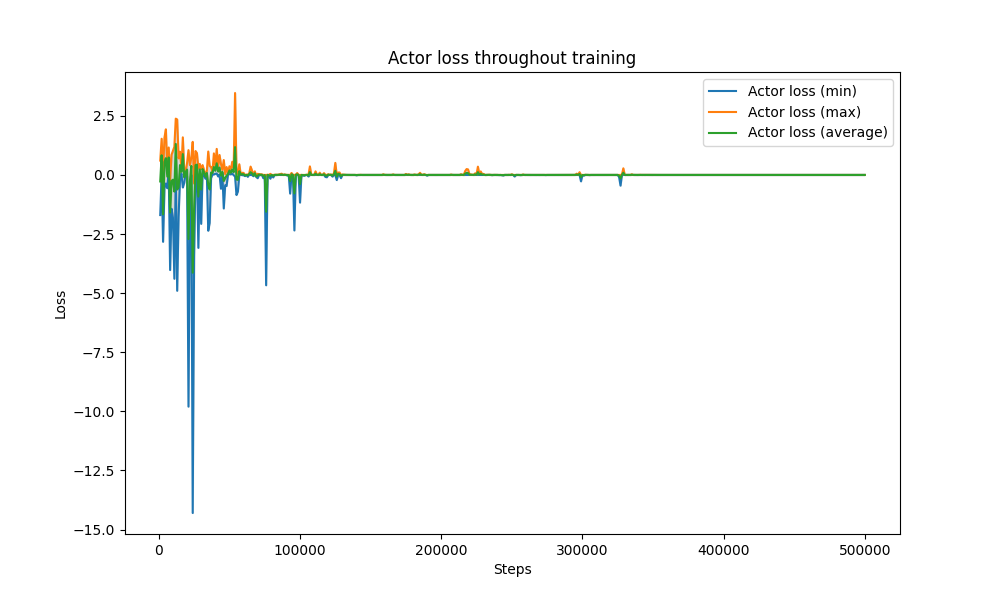 Actor loss throughout training
Actor loss (min)
Actor loss (max)
Actor loss (average)
2.5
0.0
−2.5
−5.0
−7.5
−10.0
−12.5
−15.0
Loss
0
100000
200000
300000
400000
500000
Steps